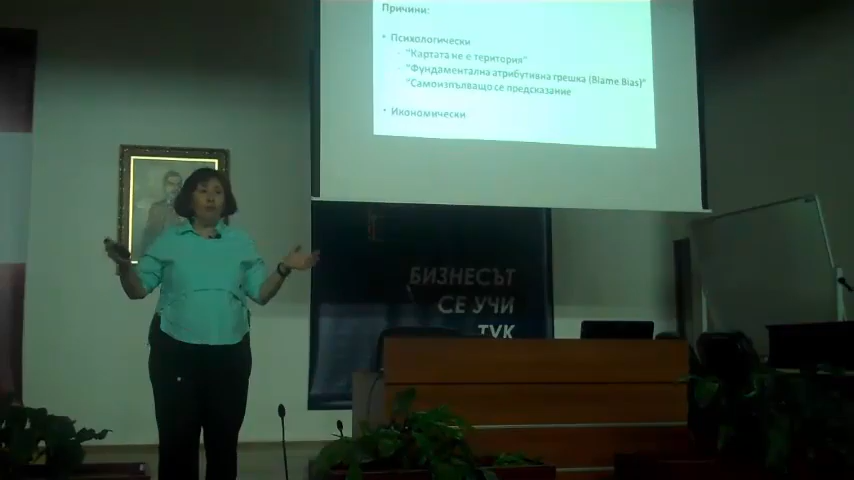 Причини:
• Психологически
- "Картата не е територия"
- "Фундаментална атрибутивна грешка (Blame Bias)"
- "Самоизпълващо се предсказание
• Икономически
БИЗНЕСЪТ
СЕ УЧИ
ТУК